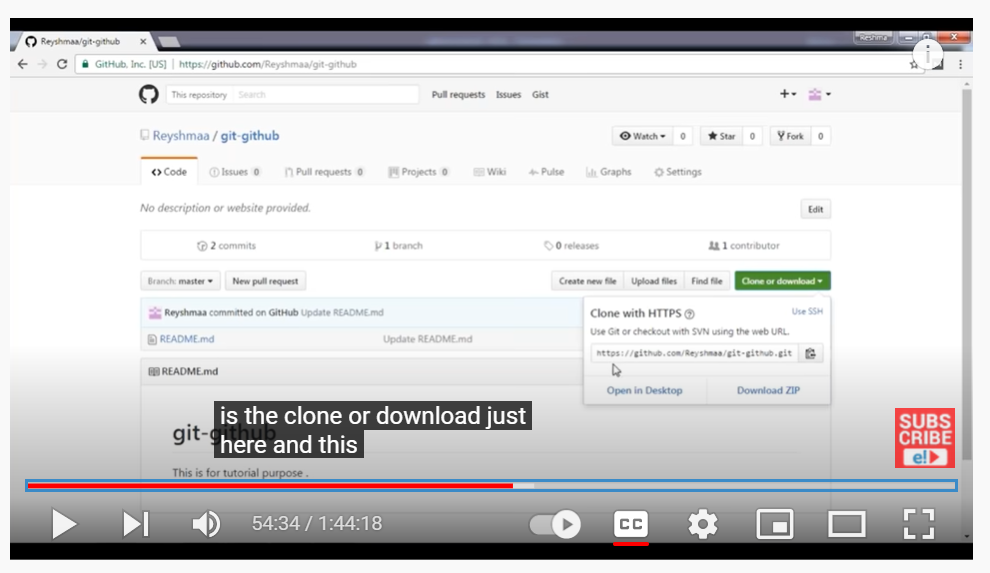 Reyshmaa/git-github
Reshma
GitHub, Inc. [US] | https://github.com/Reyshmaa/git-github
This repository Search Pull requests Issues Gist
Reyshmaa / git-github Watch 0 Star 0 Fork 0
Code Issues 0 Pull requests 0 Projects 0 Wiki Pulse Graphs Settings
No description or website provided. Edit
2 commits 1 branch 0 releases 1 contributor
Branch: master New pull request Create new file Upload files Find file Clone or download
Reyshmaa committed on GitHub Update README.md
Clone with HTTPS Use SSH
Use Git or checkout with SVN using the web URL.
README.md Update README.md
https://github.com/Reyshmaa/git-github.git
README.md
Open in Desktop Download ZIP
is the clone or download just
here and this
git-github
This is for tutorial purpose .
SUBS
CRIBE
e!
54:34 / 1:44:18
CC